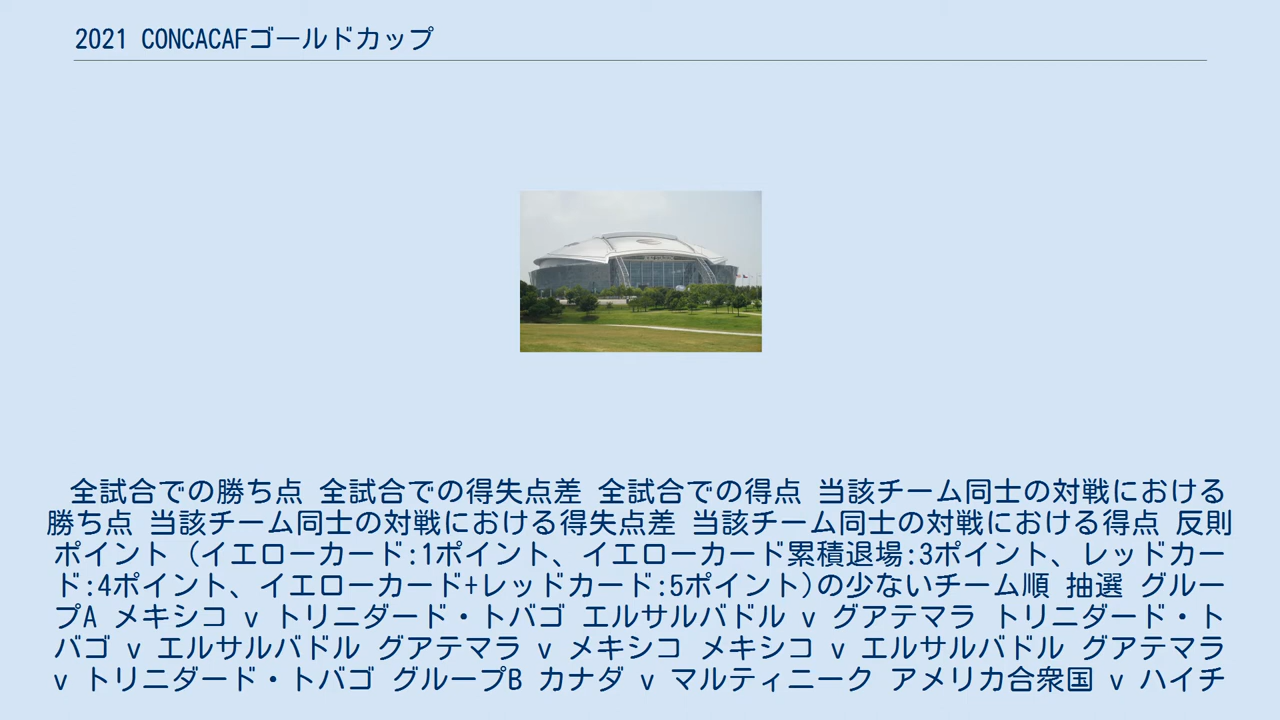 2021 CONCACAFゴールドカップ
全試合での勝ち点 全試合での得失点差 全試合での得点 当該チーム同士の対戦における
勝ち点 当該チーム同士の対戦における得失点差 当該チーム同士の対戦における得点 反則
ポイント (イエローカード:1ポイント、イエローカード累積退場:3ポイント、レッドカー
ド:4ポイント、イエローカード+レッドカード:5ポイント)の少ないチーム順 抽選 グルー
プA メキシコ v トリニダード・トバゴ エルサルバドル v グアテマラ トリニダード・ト
バゴ v エルサルバドル グアテマラ v メキシコ メキシコ v エルサルバドル グアテマラ
v トリニダード・トバゴ グループB カナダ v マルティニーク アメリカ合衆国 v ハイチ